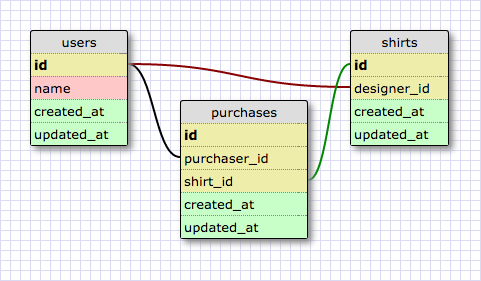 users
id
name
created_at
updated_at
purchases
id
purchaser_id
shirt_id
created_at
updated_at
shirts
id
designer_id
created_at
updated_at